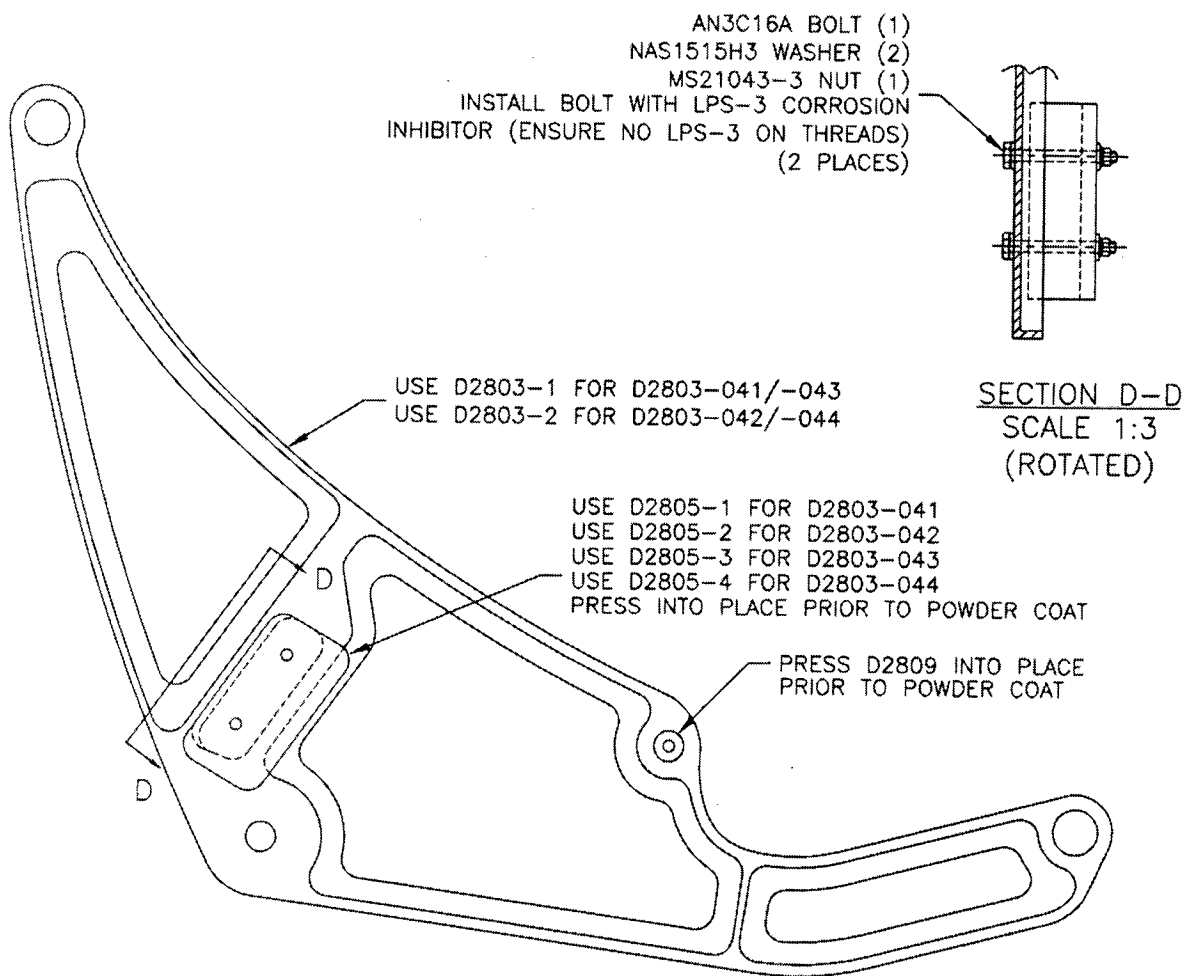 AN3C16A BOLT (1)
NAS1515H3 WASHER (2)
MS21043-3 NUT (1)
INSTALL BOLT WITH LPS-3 CORROSION
INHIBITOR (ENSURE NO LPS-3 ON THREADS)
(2 PLACES)
SECTION D-D
SCALE 1:3
(ROTATED)
USE D2803-1 FOR D2803-041/-043
USE D2803-2 FOR D2803-042/-044
USE D2805-1 FOR D2803-041
USE D2805-2 FOR D2803-042
USE D2805-3 FOR D2803-043
USE D2805-4 FOR D2803-044
PRESS INTO PLACE PRIOR TO POWDER COAT
D
PRESS D2809 INTO PLACE
PRIOR TO POWDER COAT
D